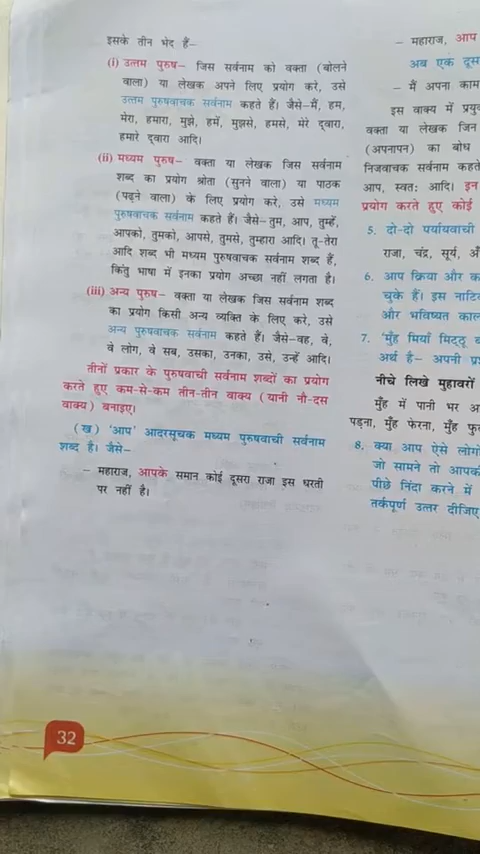 इसके तीन भेद हैं–
(i) उत्तम पुरुष– जिस सर्वनाम को वक्ता (बोलने
वाला) या लेखक अपने लिए प्रयोग करे, उसे
उत्तम पुरुषवाचक सर्वनाम कहते हैं। जैसे–मैं, हम,
मेरा, हमारा, मुझे, हमें, मुझसे, हमसे, मेरे द्वारा,
हमारे द्वारा आदि।
(ii) मध्यम पुरुष– वक्ता या लेखक जिस सर्वनाम
शब्द का प्रयोग श्रोता (सुनने वाला) या पाठक
(पढ़ने वाला) के लिए प्रयोग करे, उसे मध्यम
पुरुषवाचक सर्वनाम कहते हैं। जैसे–तुम, आप, तुम्हें,
आपको, तुमको, आपसे, तुमसे, तुम्हारा आदि। तू-तेरा
आदि शब्द भी मध्यम पुरुषवाचक सर्वनाम शब्द हैं,
किंतु भाषा में इनका प्रयोग अच्छा नहीं लगता है।
(iii) अन्य पुरुष– वक्ता या लेखक जिस सर्वनाम शब्द
का प्रयोग किसी अन्य व्यक्ति के लिए करे, उसे
अन्य पुरुषवाचक सर्वनाम कहते हैं। जैसे–वह, वे,
वे लोग, वे सब, उसका, उनका, उसे, उन्हें आदि।
तीनों प्रकार के पुरुषवाची सर्वनाम शब्दों का प्रयोग
करते हुए कम-से-कम तीन-तीन वाक्य (यानी नौ-दस
वाक्य) बनाइए।
(ख) 'आप' आदरसूचक मध्यम पुरुषवाची सर्वनाम
शब्द है। जैसे–
– महाराज, आपके समान कोई दूसरा राजा इस धरती
पर नहीं है।
32
– महाराज, आप
अब एक दूस
– मैं अपना काम
इस वाक्य में प्रयु
वक्ता या लेखक जिन
(अपनापन) का बोध
निजवाचक सर्वनाम कहते
आप, स्वतः आदि। इन
प्रयोग करते हुए कोई
5. दो-दो पर्यायवाची
राजा, चंद्र, सूर्य,
6. आप क्रिया और क
चुके हैं। इस नाटि
और भविष्यत काल
7. 'मुँह मियाँ मिट्ठू ब
अर्थ है– अपनी प्र
नीचे लिखे मुहावरों
मुँह में पानी भर अ
पड़ना, मुँह फेरना, मुँह फु
8. क्या आप ऐसे लोगों
जो सामने तो आपकी
पीछे निंदा करने में
तर्कपूर्ण उत्तर दीजिए